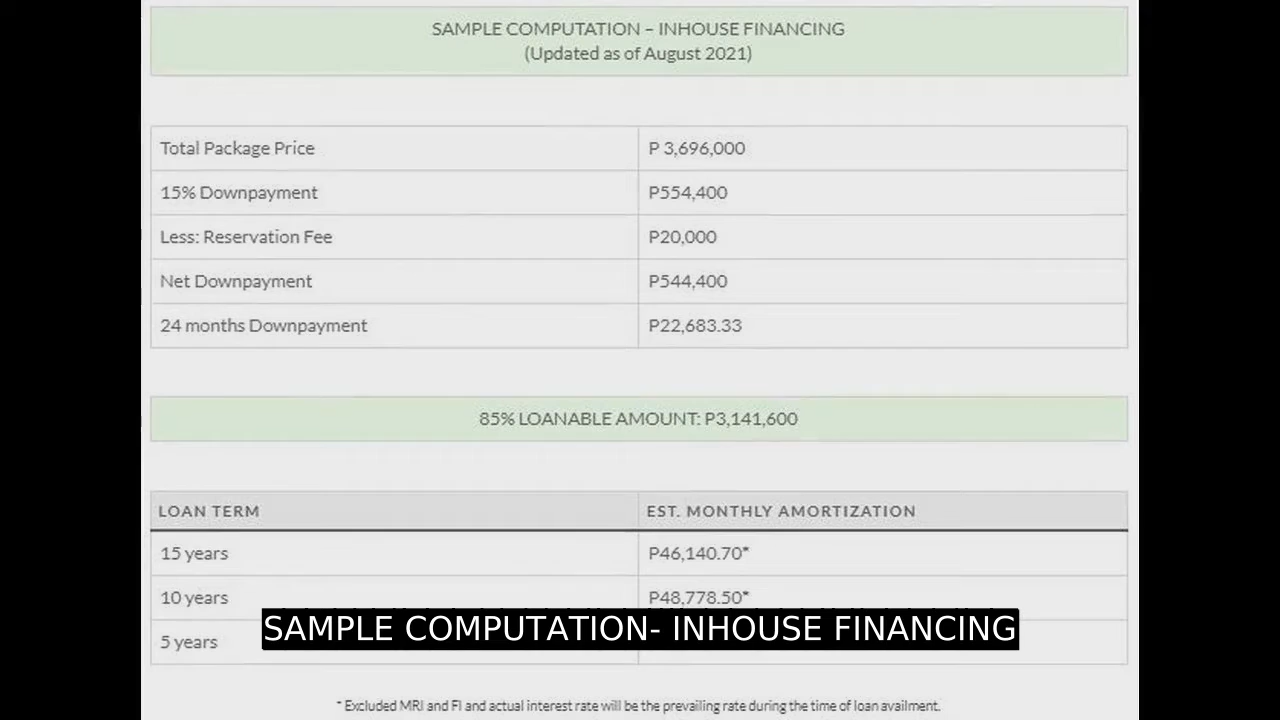 SAMPLE COMPUTATION – INHOUSE FINANCING
(Updated as of August 2021)
Total Package Price P 3,696,000
15% Downpayment P554,400
Less: Reservation Fee P20,000
Net Downpayment P544,400
24 months Downpayment P22,683.33
85% LOANABLE AMOUNT: P3,141,600
LOAN TERM EST. MONTHLY AMORTIZATION
15 years P46,140.70*
10 years P48,778.50*
SAMPLE COMPUTATION- INHOUSE FINANCING
5 years
* Excluded MRI and FI and actual interest rate will be the prevailing rate during the time of loan availment.